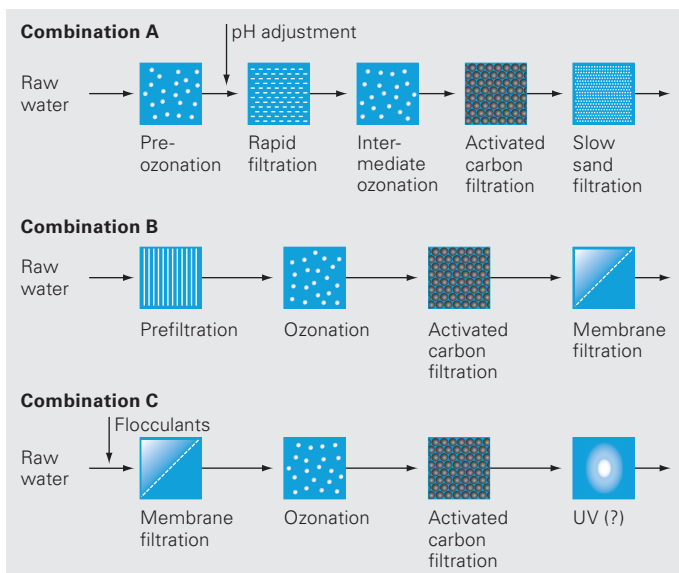 Combination A
pH adjustment
Raw
water
Pre-
ozonation
Rapid
filtration
Inter-
mediate
ozonation
Activated
carbon
filtration
Slow
sand
filtration
Combination B
Raw
water
Prefiltration
Ozonation
Activated
carbon
filtration
Membrane
filtration
Combination C
Flocculants
Raw
water
Membrane
filtration
Ozonation
Activated
carbon
filtration
UV (?)